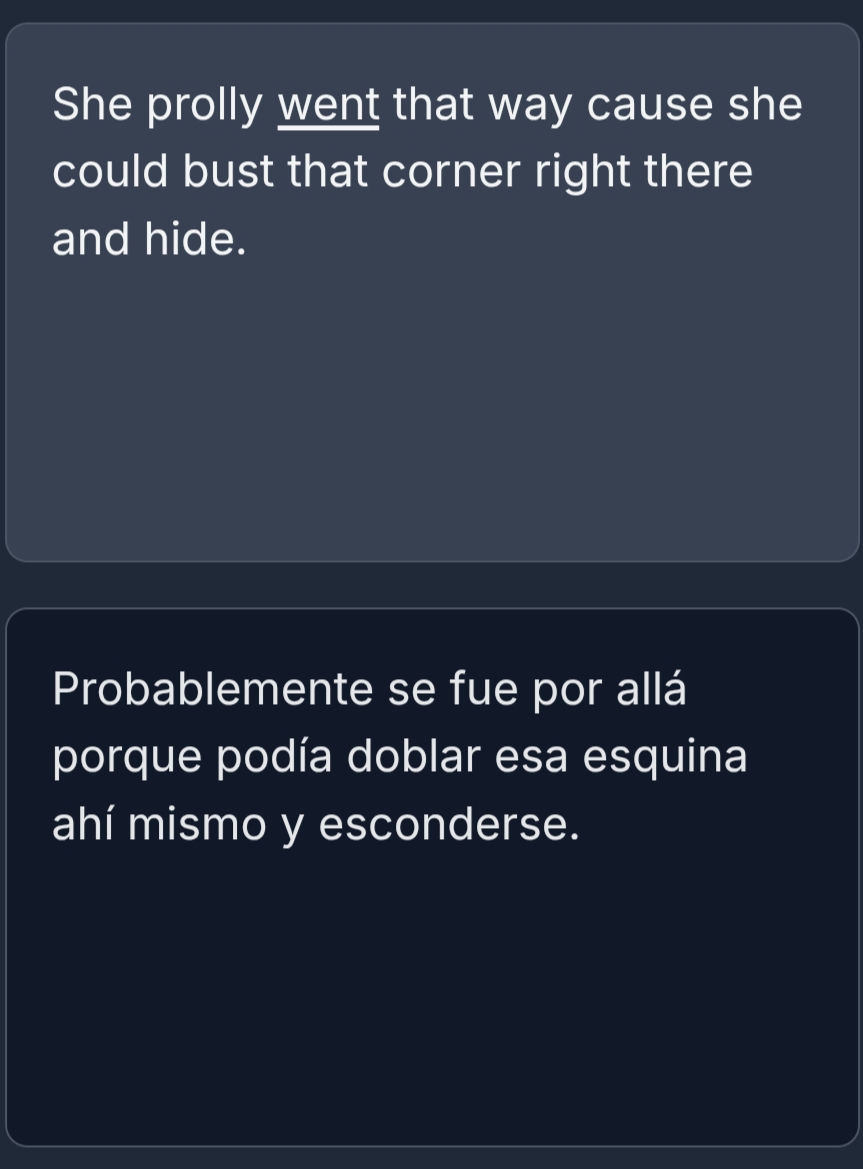 She prolly went that way cause she
could bust that corner right there
and hide.
Probablemente se fue por allá
porque podía doblar esa esquina
ahí mismo y esconderse.